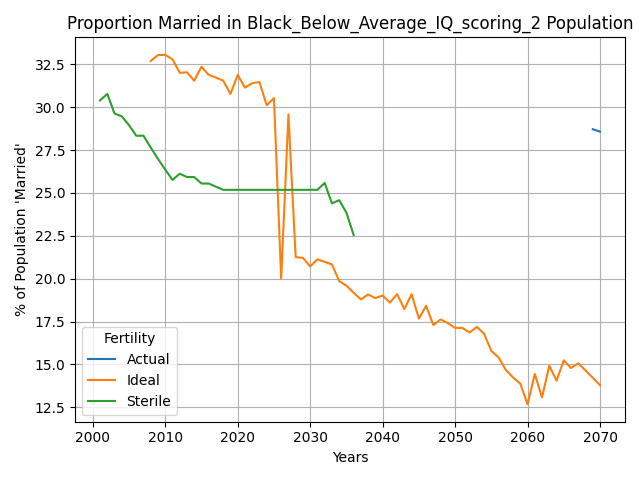 Proportion Married in Black_Below_Average_IQ_scoring_2 Population
% of Population 'Married'
32.5
30.0
27.5
25.0
22.5
20.0
17.5
15.0
12.5
Fertility
Actual
Ideal
Sterile
2000 2010 2020 2030 2040 2050 2060 2070
Years